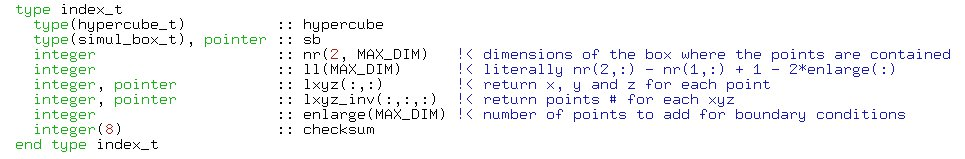 type index_t
  type(hypercube_t)            :: hypercube
  type(simul_box_t), pointer :: sb
  integer                      :: nr(2, MAX_DIM)    !< dimensions of the box where the points are contained
  integer                      :: ll(MAX_DIM)       !< literally nr(2,:) - nr(1,:) + 1 - 2*enlarge(:)
  integer, pointer             :: lxyz(:,:)         !< return x, y and z for each point
  integer, pointer             :: lxyz_inv(:,:,:)   !< return points # for each xyz
  integer                      :: enlarge(MAX_DIM) !< number of points to add for boundary conditions
  integer(8)                   :: checksum
end type index_t